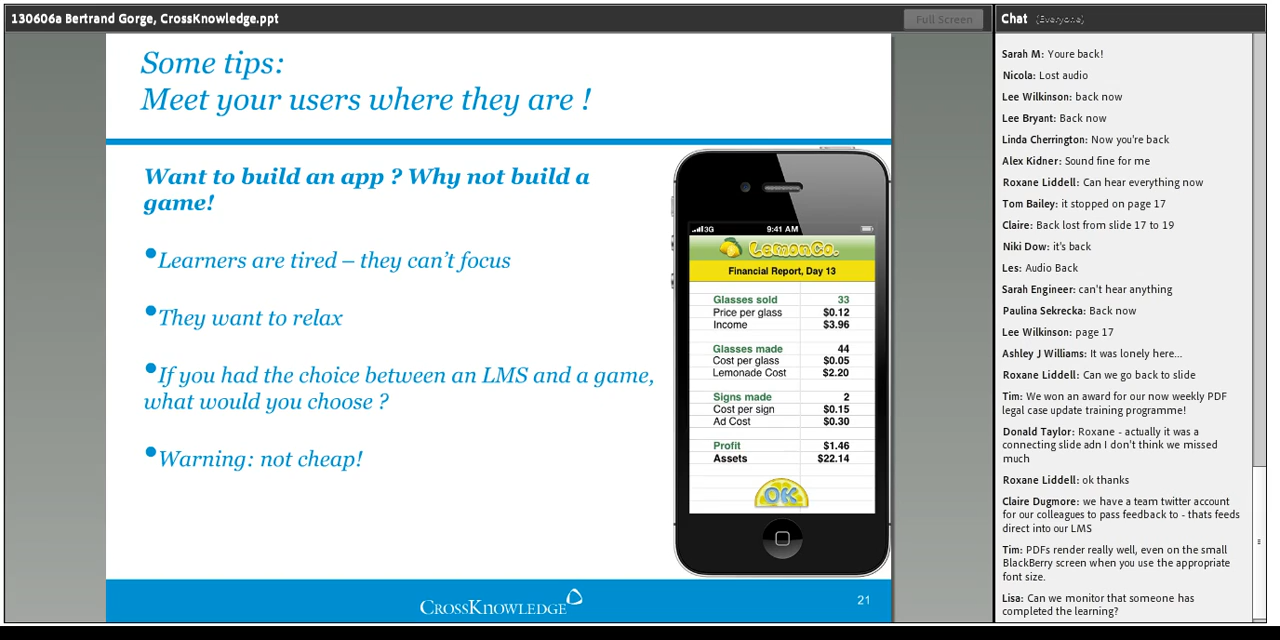 130606a Bertrand Gorge, CrossKnowledge.ppt
Full Screen
Some tips:
Meet your users where they are !
Want to build an app ? Why not build a
game!
•Learners are tired – they can't focus
•They want to relax
•If you had the choice between an LMS and a game,
what would you choose ?
•Warning: not cheap!
3G 9:41 AM
LemonCo.
Financial Report, Day 13
Glasses sold 33
Price per glass $0.12
Income $3.96
Glasses made 44
Cost per glass $0.05
Lemonade Cost $2.20
Signs made 2
Cost per sign $0.15
Ad Cost $0.30
Profit $1.46
Assets $22.14
OK
CrossKnowledge
21
Chat (Everyone)
Sarah M: Youre back!
Nicola: Lost audio
Lee Wilkinson: back now
Lee Bryant: Back now
Linda Cherrington: Now you're back
Alex Kidner: Sound fine for me
Roxane Liddell: Can hear everything now
Tom Bailey: it stopped on page 17
Claire: Back lost from slide 17 to 19
Niki Dow: it's back
Les: Audio Back
Sarah Engineer: can't hear anything
Paulina Sekrecka: Back now
Lee Wilkinson: page 17
Ashley J Williams: It was lonely here...
Roxane Liddell: Can we go back to slide
Tim: We won an award for our now weekly PDF
legal case update training programme!
Donald Taylor: Roxane - actually it was a
connecting slide adn I don't think we missed
much
Roxane Liddell: ok thanks
Claire Dugmore: we have a team twitter account
for our colleagues to pass feedback to - thats feeds
direct into our LMS
Tim: PDFs render really well, even on the small
BlackBerry screen when you use the appropriate
font size.
Lisa: Can we monitor that someone has
completed the learning?